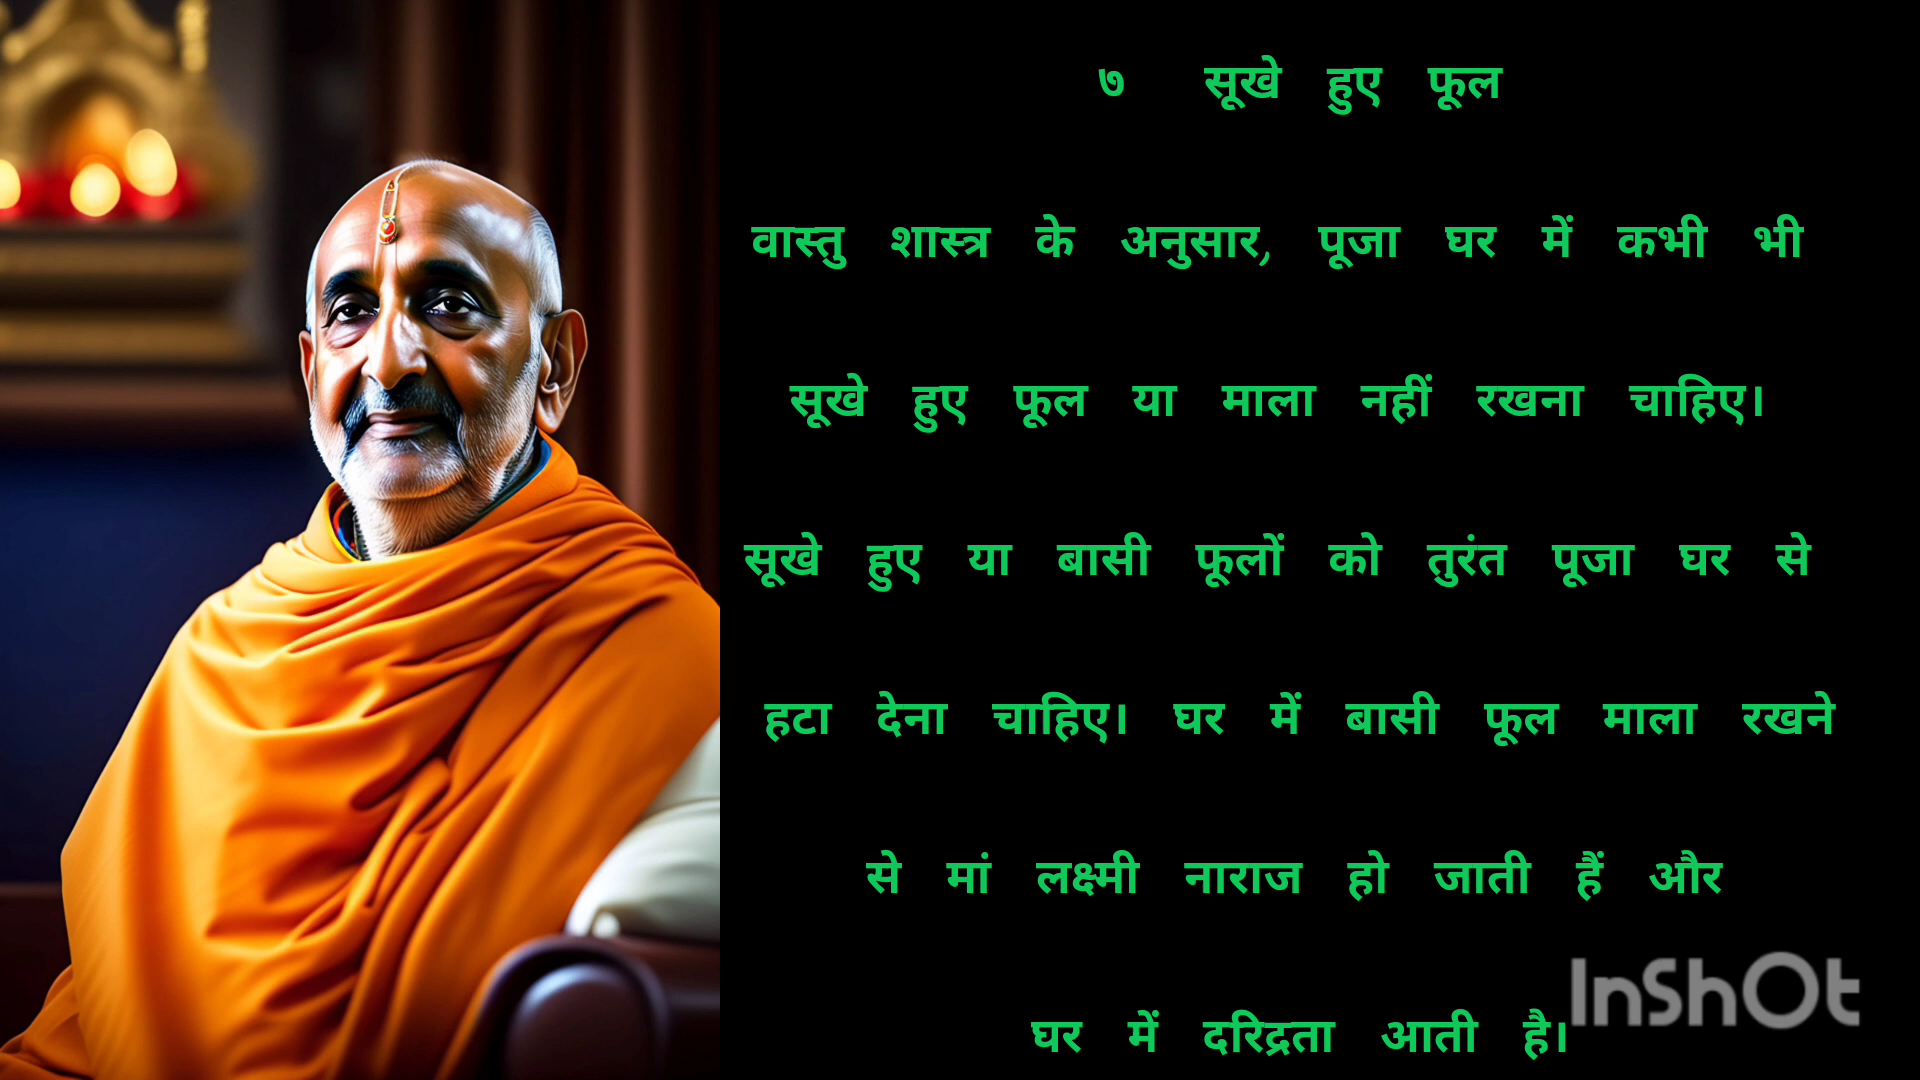 ७ सूखे हुए फूल
वास्तु शास्त्र के अनुसार, पूजा घर में कभी भी
सूखे हुए फूल या माला नहीं रखना चाहिए।
सूखे हुए या बासी फूलों को तुरंत पूजा घर से
हटा देना चाहिए। घर में बासी फूल माला रखने
से मां लक्ष्मी नाराज हो जाती हैं और
घर में दरिद्रता आती है।
InShOt